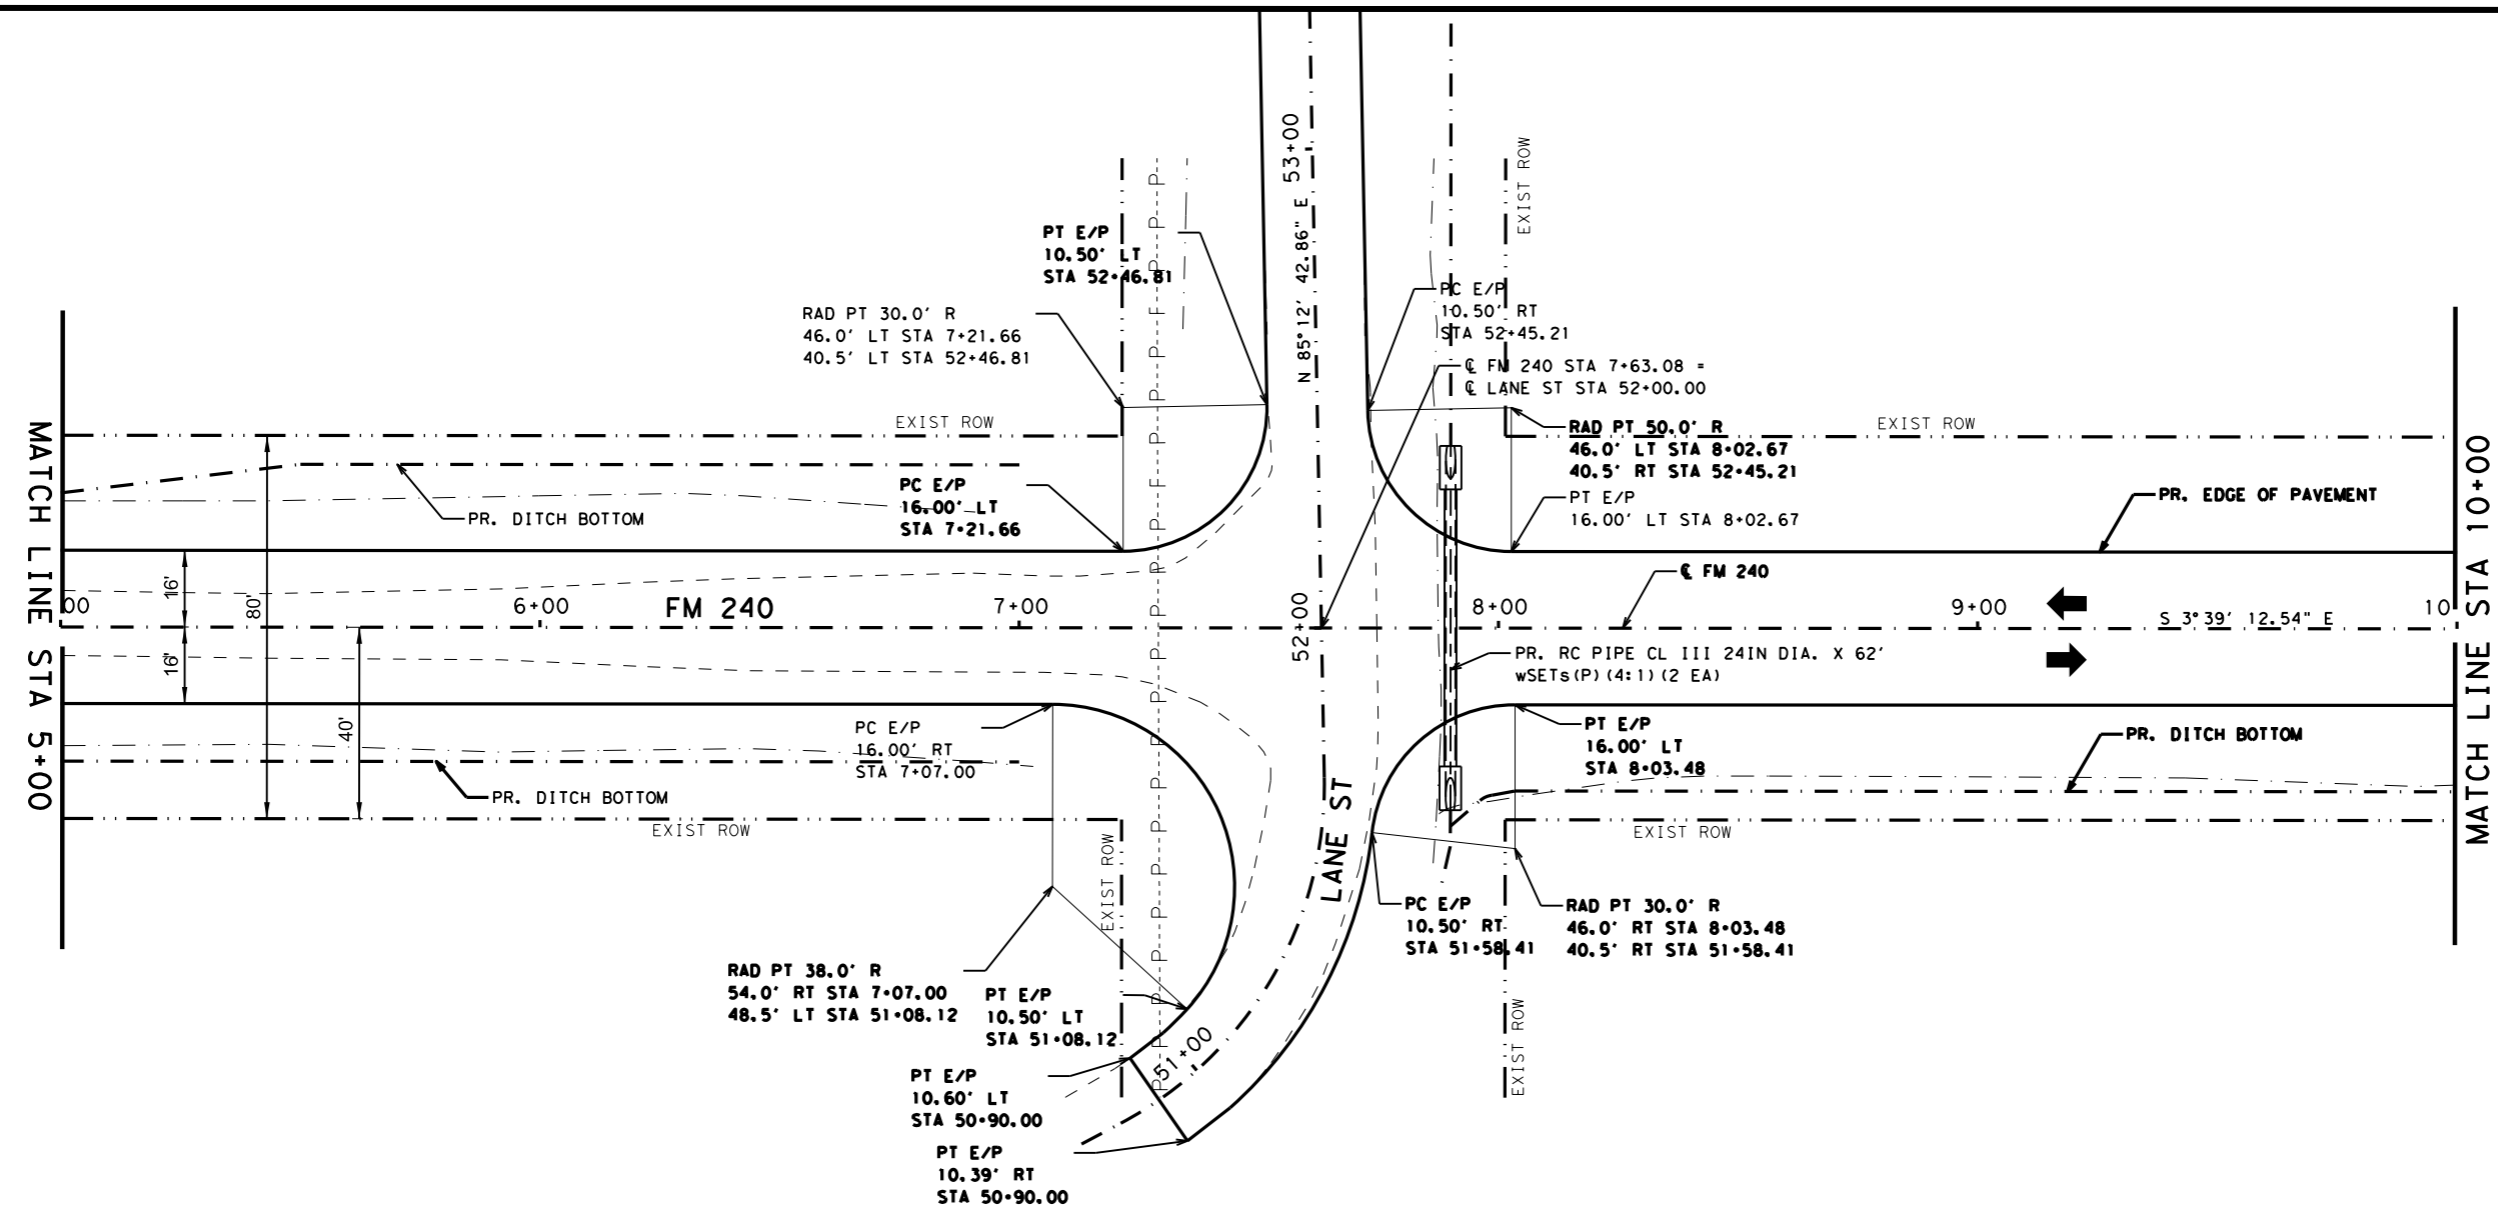 53+00
EXIST ROW
PT E/P
10.50' LT
STA 52+46.81
N 85°12' 42.86" E
PC E/P
10.50' RT
STA 52+45.21
RAD PT 30.0' R
46.0' LT STA 7+21.66
40.5' LT STA 52+46.81
℄ FM 240 STA 7+63.08 =
℄ LANE ST STA 52+00.00
EXIST ROW
RAD PT 50.0' R
46.0' LT STA 8+02.67
40.5' RT STA 52+45.21
EXIST ROW
PC E/P
16.00' LT
STA 7+21.66
PT E/P
16.00' LT STA 8+02.67
PR. EDGE OF PAVEMENT
PR. DITCH BOTTOM
MATCH LINE STA 5+00
MATCH LINE STA 10+00
16'
80'
℄ FM 240
00
6+00
FM 240
7+00
52+00
8+00
9+00
10
S 3°39' 12.54" E
16'
40'
PR. RC PIPE CL III 24IN DIA. X 62'
wSETs(P)(4:1)(2 EA)
PC E/P
16.00' RT
STA 7+07.00
PT E/P
16.00' LT
STA 8+03.48
PR. DITCH BOTTOM
PR. DITCH BOTTOM
LANE ST
EXIST ROW
EXIST ROW
EXIST ROW
PC E/P
10.50' RT
STA 51+58.41
RAD PT 30.0' R
46.0' RT STA 8+03.48
40.5' RT STA 51+58.41
RAD PT 38.0' R
54.0' RT STA 7+07.00
48.5' LT STA 51+08.12
PT E/P
10.50' LT
STA 51+08.12
51+00
EXIST ROW
PT E/P
10.60' LT
STA 50+90.00
PT E/P
10.39' RT
STA 50+90.00
P P P P P P P P P P P P P P P P P P P P P P